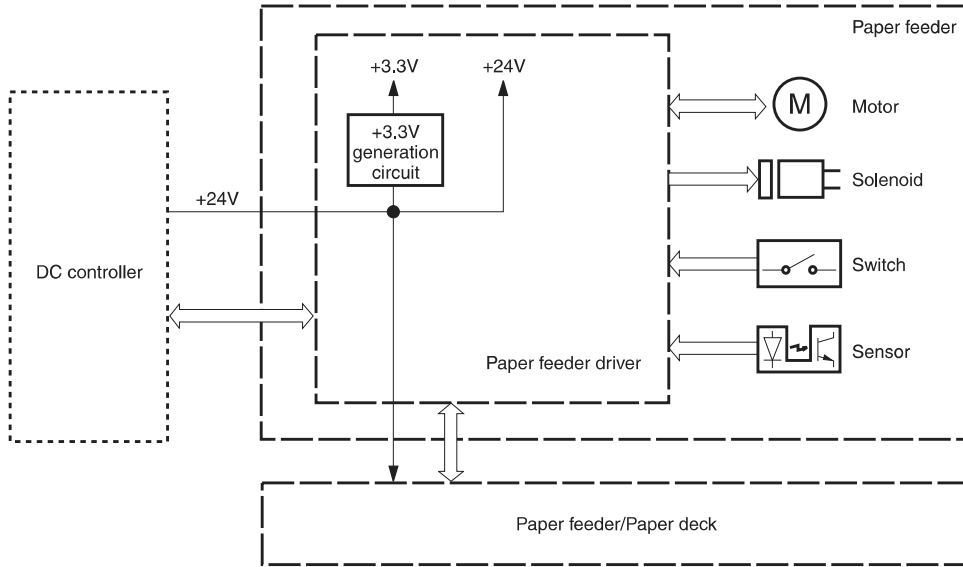 Paper feeder
+3.3V
+24V
M
Motor
+3.3V
generation
circuit
Solenoid
+24V
DC controller
Switch
Paper feeder driver
Sensor
Paper feeder/Paper deck